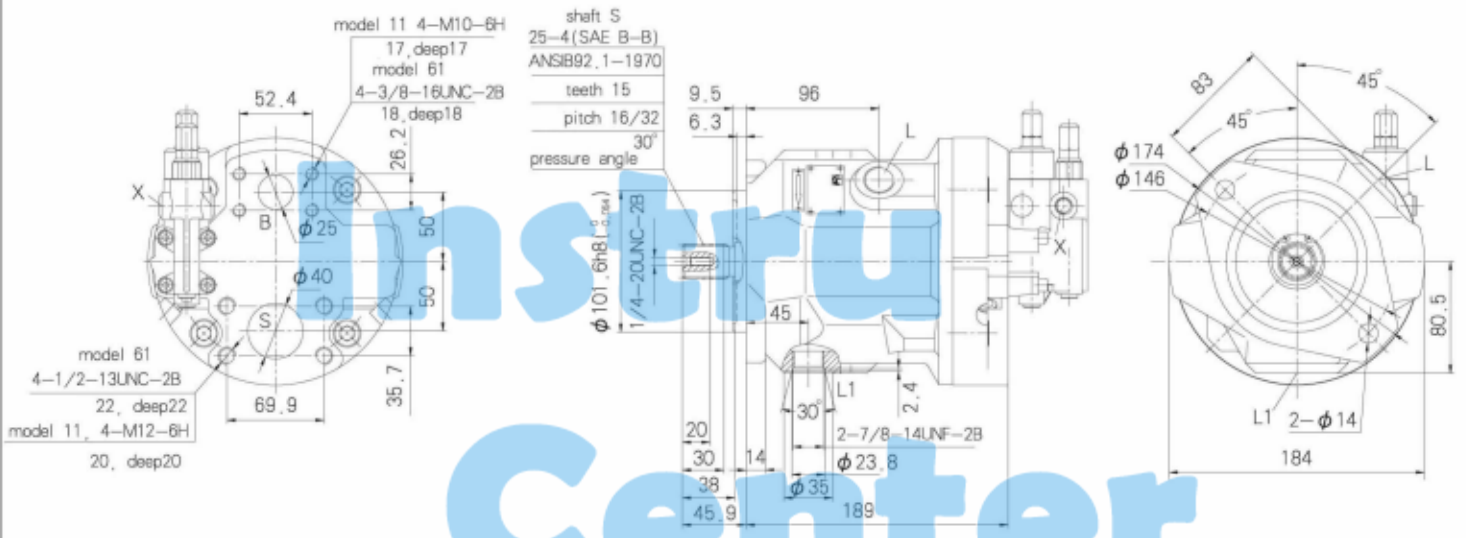 model 11 4-M10-6H
17, deep17
model 61
4-3/8-16UNC-2B
18, deep18
52.4
26.2
X
B
ϕ25
50
ϕ40
50
S
model 61
4-1/2-13UNC-2B
22, deep22
model 11, 4-M12-6H
20, deep20
69.9
35.7
shaft S
25-4(SAE B-B)
ANSIB92.1-1970
teeth 15
pitch 16/32
30°
pressure angle
9.5
96
6.3
L
ϕ101.6h8
1/4-20UNC-2B
X
45
L1
2.4
30°
2-7/8-14UNF-2B
20
30
14
ϕ23.8
38
ϕ35
45.9
189
83
45°
45°
ϕ174
ϕ146
L
80.5
L1
2-ϕ14
184
Instru
Center